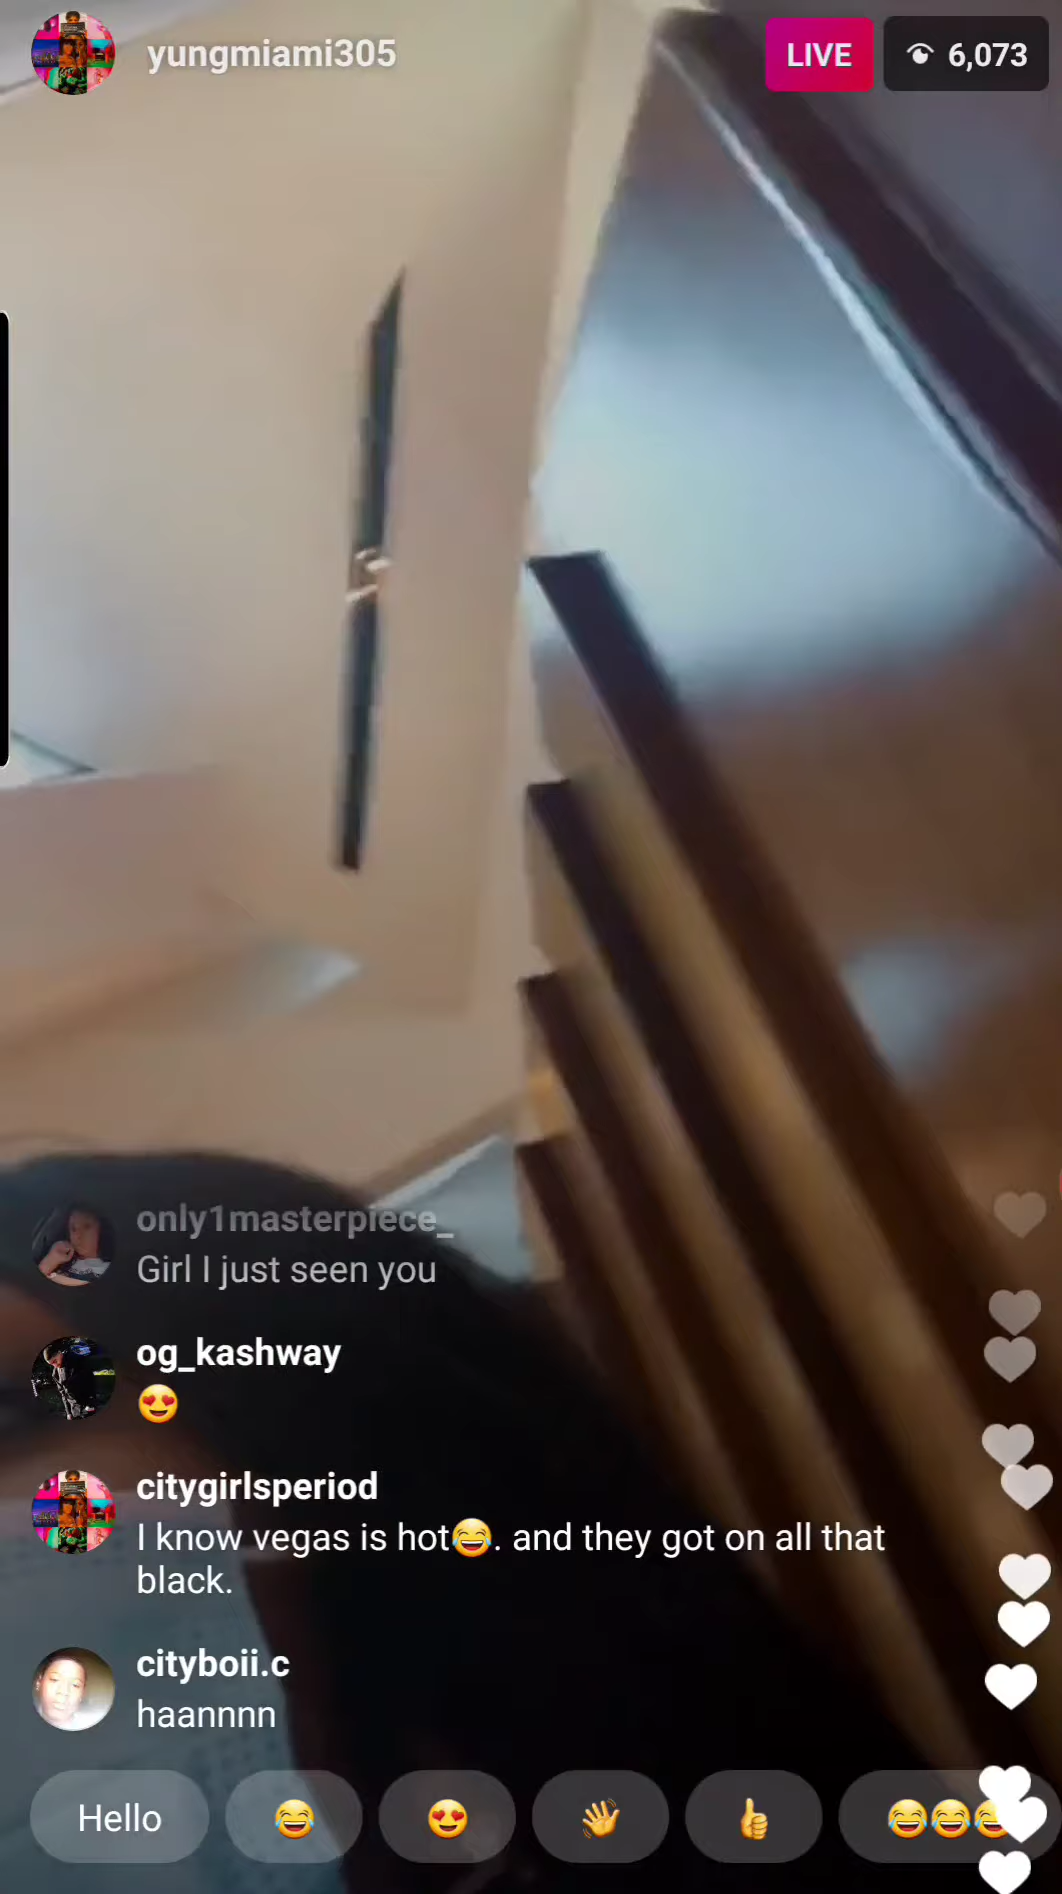 yungmiami305
LIVE
6,073
only1masterpiece_
Girl I just seen you
og_kashway
😍
citygirlsperiod
I know vegas is hot😂. and they got on all that
black.
cityboii.c
haannnn
Hello 😂 😍 👋 👍 😂😂😂